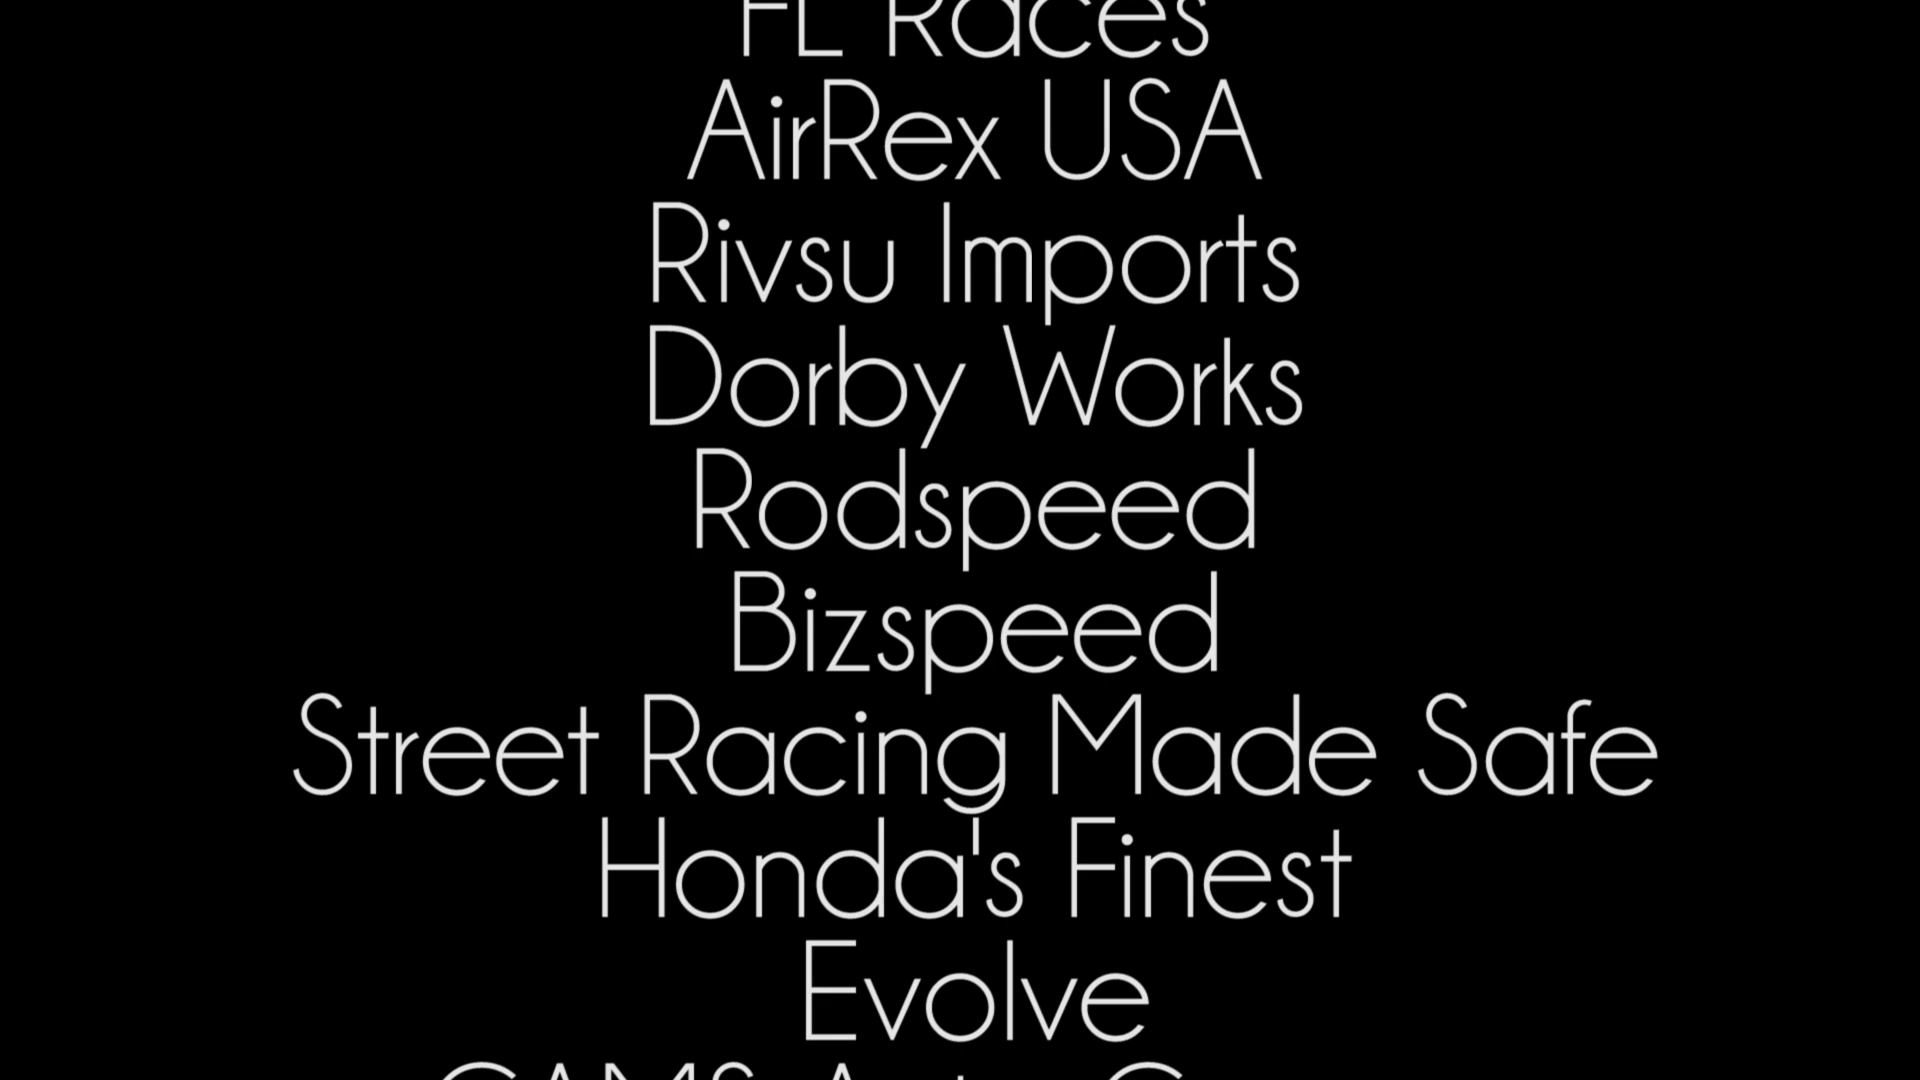 FL Races
AirRex USA
Rivsu Imports
Dorby Works
Rodspeed
Bizspeed
Street Racing Made Safe
Honda's Finest
Evolve